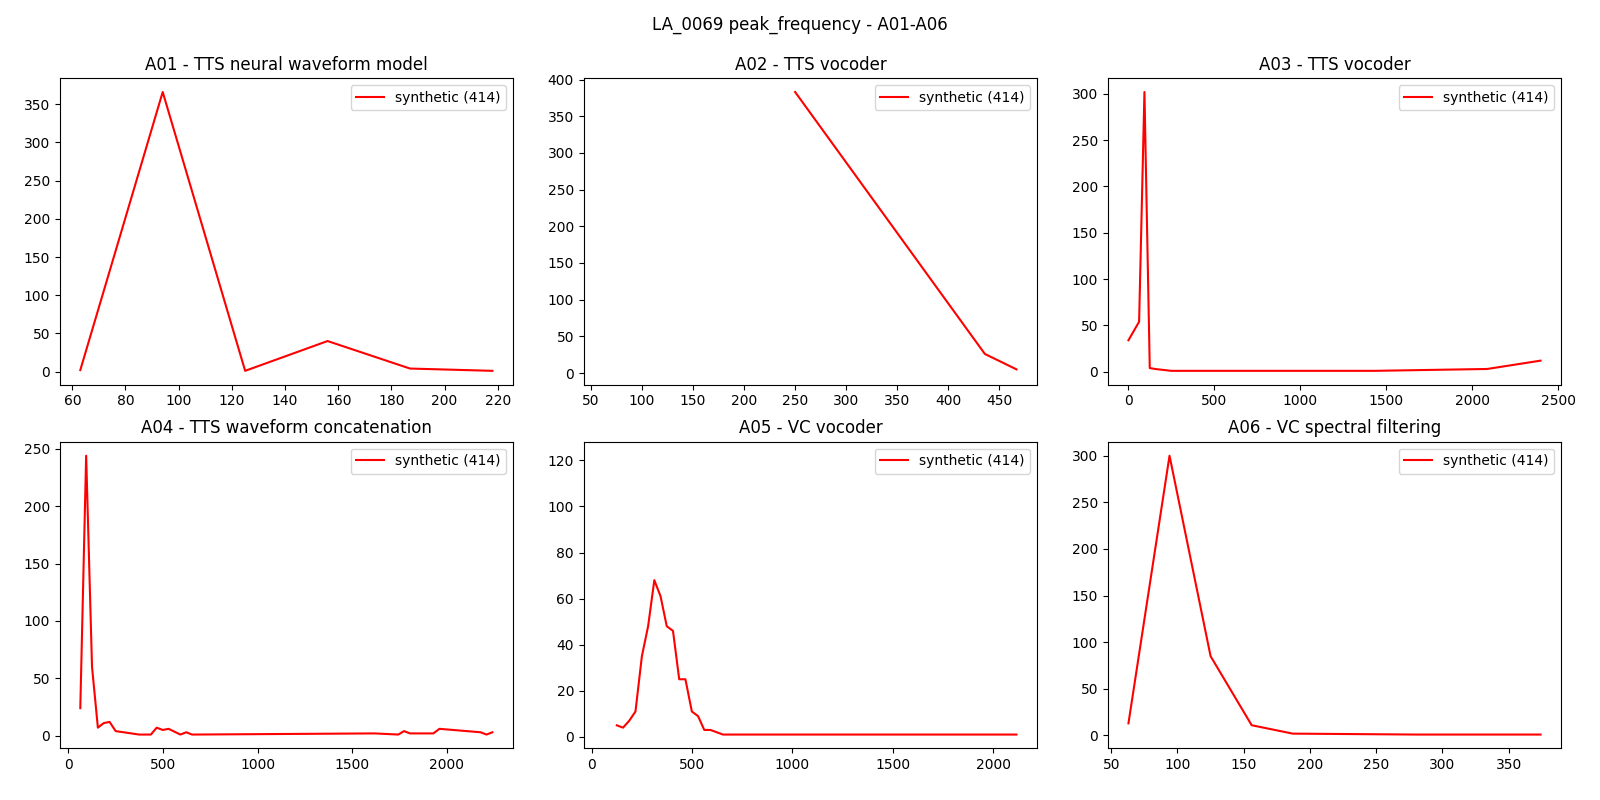 LA_0069 peak_frequency - A01-A06
A01 - TTS neural waveform model
A02 - TTS vocoder
A03 - TTS vocoder
synthetic (414)
synthetic (414)
synthetic (414)
350
300
250
200
150
100
50
0
400
350
300
250
200
150
100
50
0
300
250
200
150
100
50
0
60 80 100 120 140 160 180 200 220
50 100 150 200 250 300 350 400 450
0 500 1000 1500 2000 2500
A04 - TTS waveform concatenation
A05 - VC vocoder
A06 - VC spectral filtering
synthetic (414)
synthetic (414)
synthetic (414)
250
200
150
100
50
0
120
100
80
60
40
20
0
300
250
200
150
100
50
0
0 500 1000 1500 2000
0 500 1000 1500 2000
50 100 150 200 250 300 350